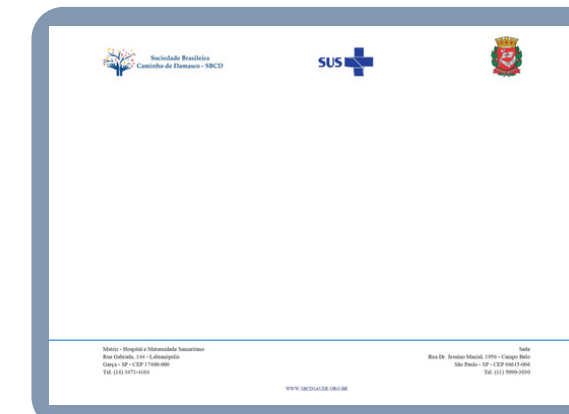 Sociedade Brasileira
Caminho de Damasco - SBCD
SUS
Matriz - Hospital e Maternidade Samaritano
Rua Gabriela, 144 - Labienópolis
Garça - SP - CEP 17400-000
Tel. (14) 3471-4164
Sede
Rua Dr. Jesuíno Maciel, 1956 - Campo Belo
São Paulo - SP - CEP 04615-004
Tel. (11) 5090-3030
WWW.SBCDSAUDE.ORG.BR